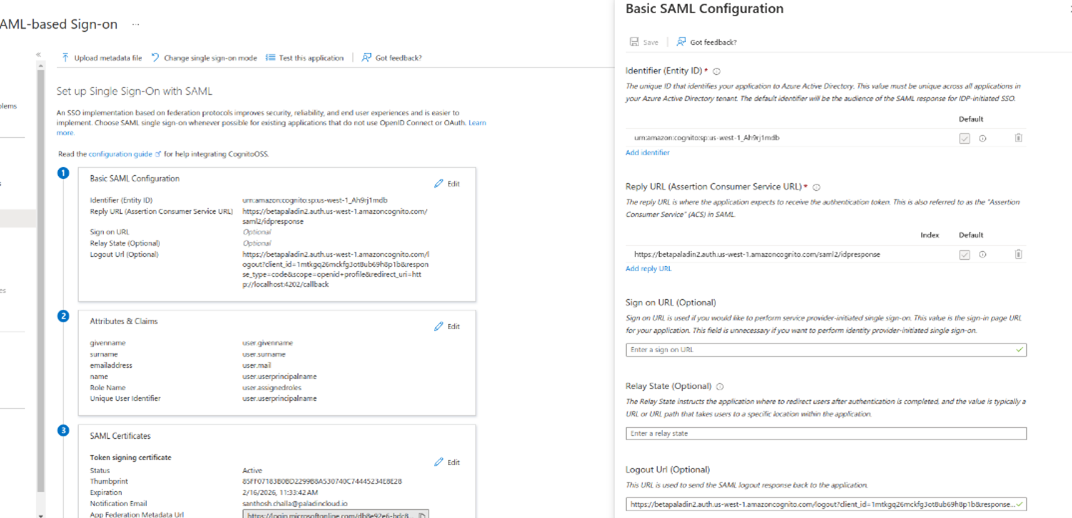 AML-based Sign-on ...
Upload metadata file Change single sign-on mode Test this application Got feedback?
Set up Single Sign-On with SAML
An SSO implementation based on federation protocols improves security, reliability, and end user experiences and is easier to
implement. Choose SAML single sign-on whenever possible for existing applications that do not use OpenID Connect or OAuth. Learn
more.
Read the configuration guide for help integrating CognitoOSS.
1
Basic SAML Configuration
Edit
Identifier (Entity ID) urn:amazon:cognito:sp:us-west-1_Ah9rj1mdb
Reply URL (Assertion Consumer Service URL) https://betapaladin2.auth.us-west-1.amazoncognito.com/
saml2/idpresponse
Sign on URL Optional
Relay State (Optional) Optional
Logout Url (Optional) https://betapaladin2.auth.us-west-1.amazoncognito.com/l
ogout?client_id=1mtkgq26mckfg3ot8ub69h8p1b&respon
se_type=code&scope=openid+profile&redirect_uri=htt
p://localhost:4202/callback
2
Attributes & Claims
Edit
givenname user.givenname
surname user.surname
emailaddress user.mail
name user.userprincipalname
Role Name user.assignedroles
Unique User Identifier user.userprincipalname
3
SAML Certificates
Token signing certificate
Edit
Status Active
Thumbprint
Expiration 2/16/2026, 11:33:42 AM
Notification Email santhosh.challa@paladincloud.io
App Federation Metadata Url
oblems
es
Basic SAML Configuration
Save Got feedback?
Identifier (Entity ID) *
The unique ID that identifies your application to Azure Active Directory. This value must be unique across all applications in
your Azure Active Directory tenant. The default identifier will be the audience of the SAML response for IDP-initiated SSO.
Default
urn:amazon:cognito:sp:us-west-1_Ah9rj1mdb
Add identifier
Reply URL (Assertion Consumer Service URL) *
The reply URL is where the application expects to receive the authentication token. This is also referred to as the "Assertion
Consumer Service" (ACS) in SAML.
Index Default
https://betapaladin2.auth.us-west-1.amazoncognito.com/saml2/idpresponse
Add reply URL
Sign on URL (Optional)
Sign on URL is used if you would like to perform service provider-initiated single sign-on. This value is the sign-in page URL
for your application. This field is unnecessary if you want to perform identity provider-initiated single sign-on.
Enter a sign on URL
Relay State (Optional)
The Relay State instructs the application where to redirect users after authentication is completed, and the value is typically a
URL or URL path that takes users to a specific location within the application.
Enter a relay state
Logout Url (Optional)
This URL is used to send the SAML logout response back to the application.
https://betapaladin2.auth.us-west-1.amazoncognito.com/logout?client_id=1mtkgq26mckfg3ot8ub69h8p1b&response...